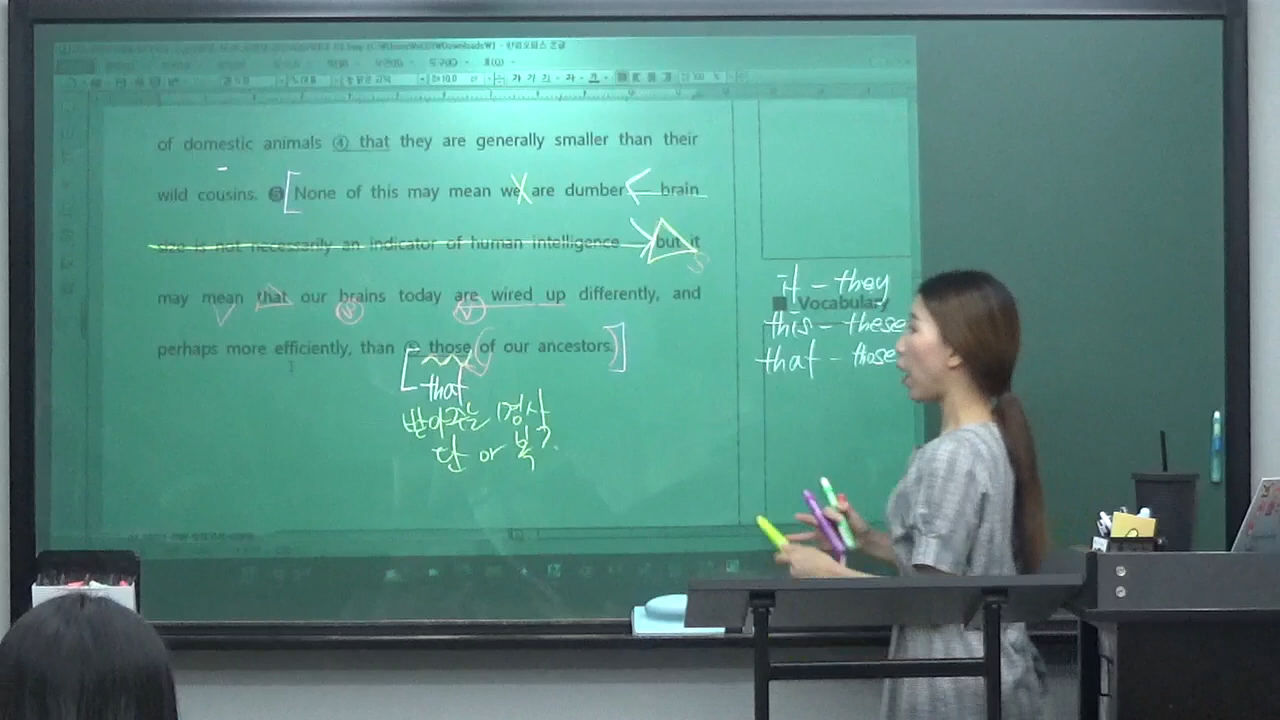 of domestic animals ④ that they are generally smaller than their
wild cousins. ❺ [None of this may mean we are dumber — brain
size is not necessarily an indicator of human intelligence — but it
S
may mean that our brains today are wired up differently, and
V
V
perhaps more efficiently, than ⑤ those of our ancestors.]
that
받아주는 명사
단 or 복?
it – they
■ Vocabulary
this – these
that – those